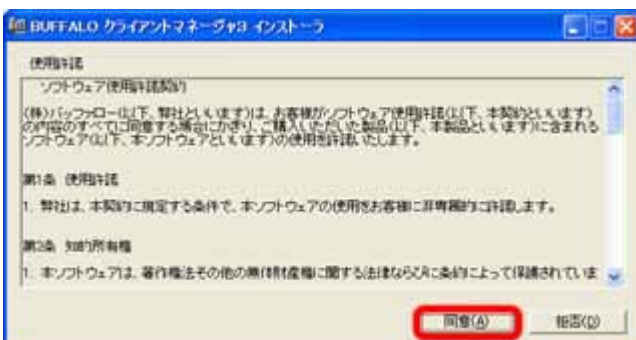 BUFFALO クライアントマネージャ3 インストーラ
使用許諾
ソフトウェア使用許諾契約
(株)バッファロー(以下、弊社といいます)は、お客様がソフトウェア使用許諾(以下、本契約といいます)
の内容のすべてに同意する場合にかぎり、ご購入いただいた製品(以下、本製品といいます)に含まれる
ソフトウェア(以下、本ソフトウェアといいます)の使用を許諾いたします。
第1条 使用許諾
1. 弊社は、本契約に規定する条件で、本ソフトウェアの使用をお客様に非専属的に許諾します。
第2条 知的所有権
1. 本ソフトウェアは、著作権法その他の無体財産権に関する法律ならびに条約によって保護されていま
同意(A)
拒否(D)